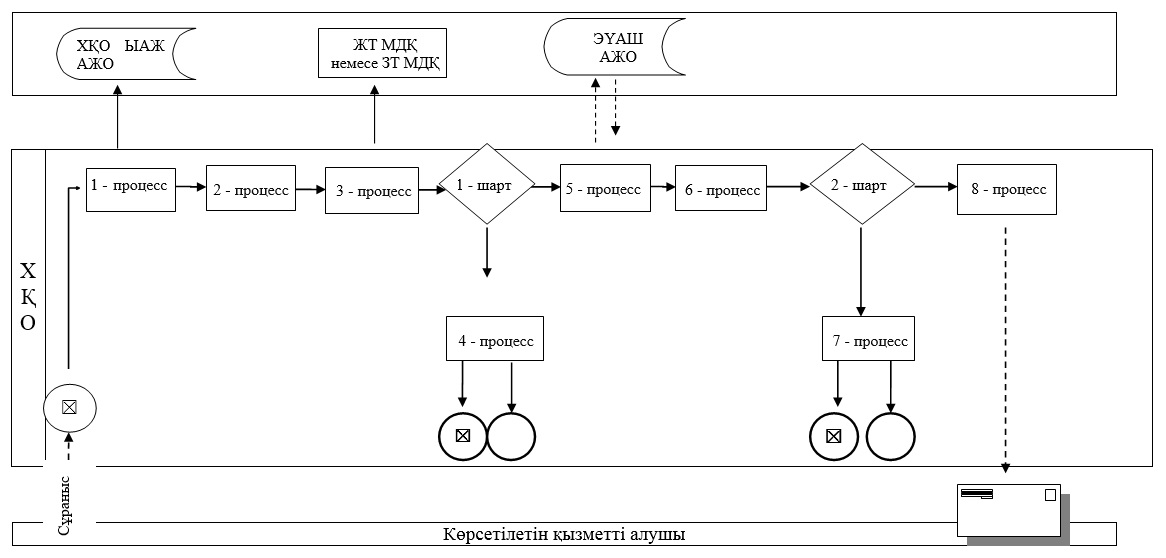 ХҚО ЫАЖ
АЖО
ЖТ МДҚ
немесе ЗТ МДҚ
ЭҮАШ
АЖО
1 - процесс
2 - процесс
3 - процесс
1 - шарт
5 - процесс
6 - процесс
2 - шарт
8 - процесс
Х
Қ
О
4 - процесс
7 - процесс
Сұраныс
Көрсетілетін қызметті алушы